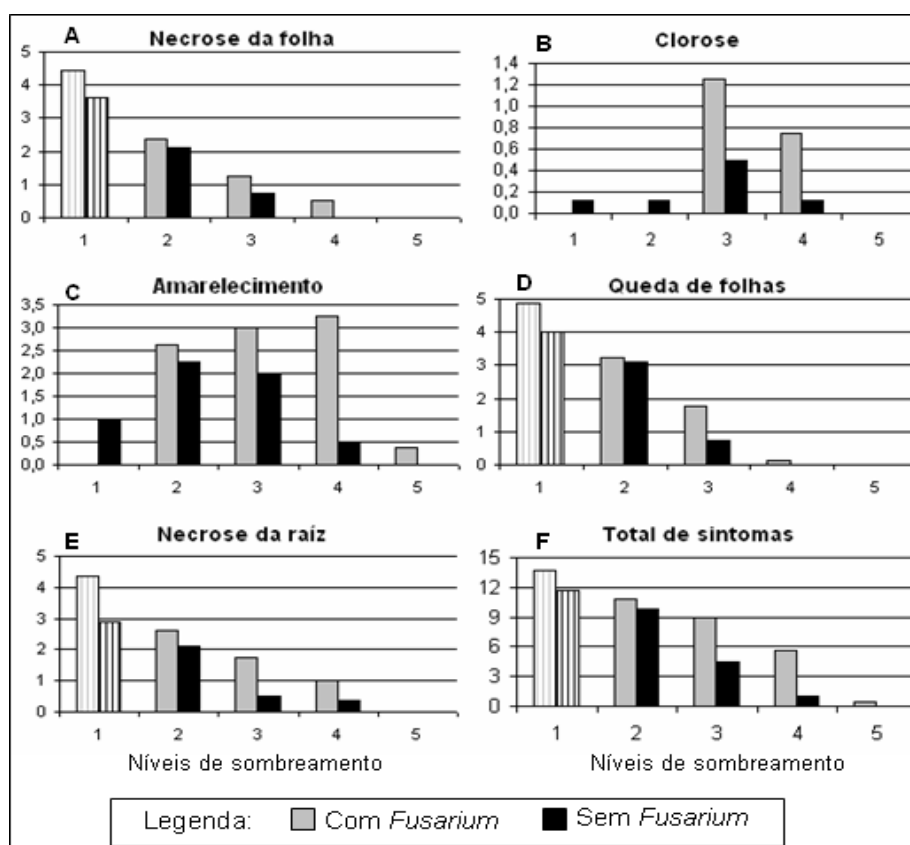 A Necrose da folha
5
4
3
2
1
0
1 2 3 4 5
B Clorose
1,4
1,2
1,0
0,8
0,6
0,4
0,2
0,0
1 2 3 4 5
C Amarelecimento
3,5
3,0
2,5
2,0
1,5
1,0
0,5
0,0
1 2 3 4 5
D Queda de folhas
5
4
3
2
1
0
1 2 3 4 5
E Necrose da raíz
5
4
3
2
1
0
1 2 3 4 5
Níveis de sombreamento
F Total de sintomas
15
12
9
6
3
0
1 2 3 4 5
Níveis de sombreamento
Legenda: Com Fusarium Sem Fusarium